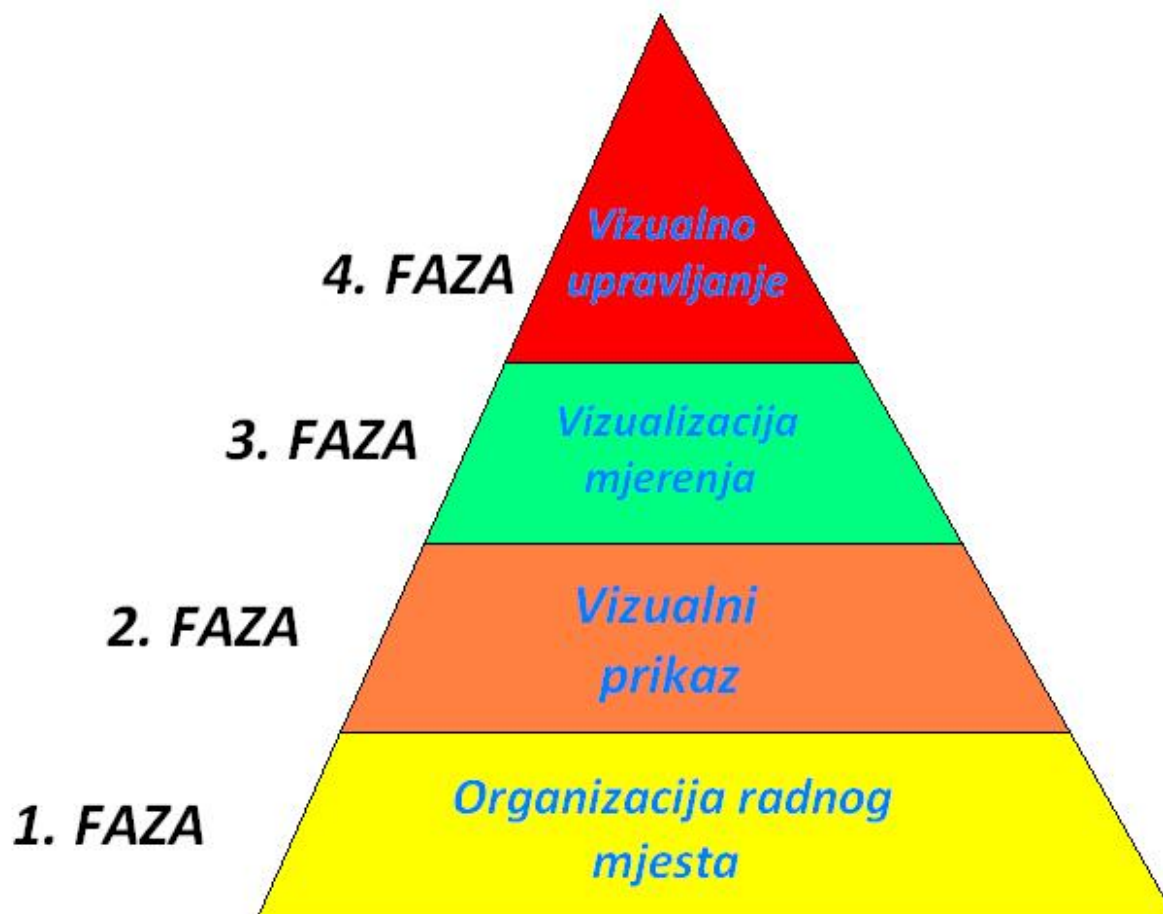 Vizualno
upravljanje
4. FAZA
Vizualizacija
mjerenja
3. FAZA
Vizualni
prikaz
2. FAZA
Organizacija radnog
mjesta
1. FAZA